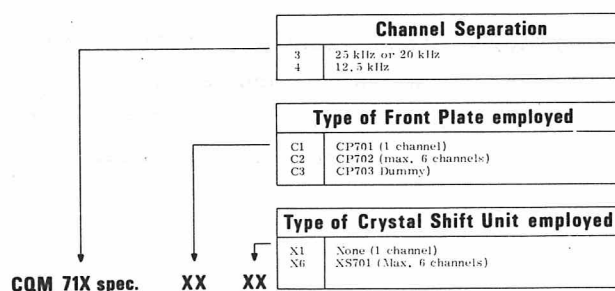 Channel Separation
3 25 kHz or 20 kHz
4 12.5 kHz
Type of Front Plate employed
C1 CP701 (1 channel)
C2 CP702 (max. 6 channels)
C3 CP703 Dummy)
Type of Crystal Shift Unit employed
X1 None (1 channel)
X6 XS701 (Max. 6 channels)
CQM 71X spec. XX XX